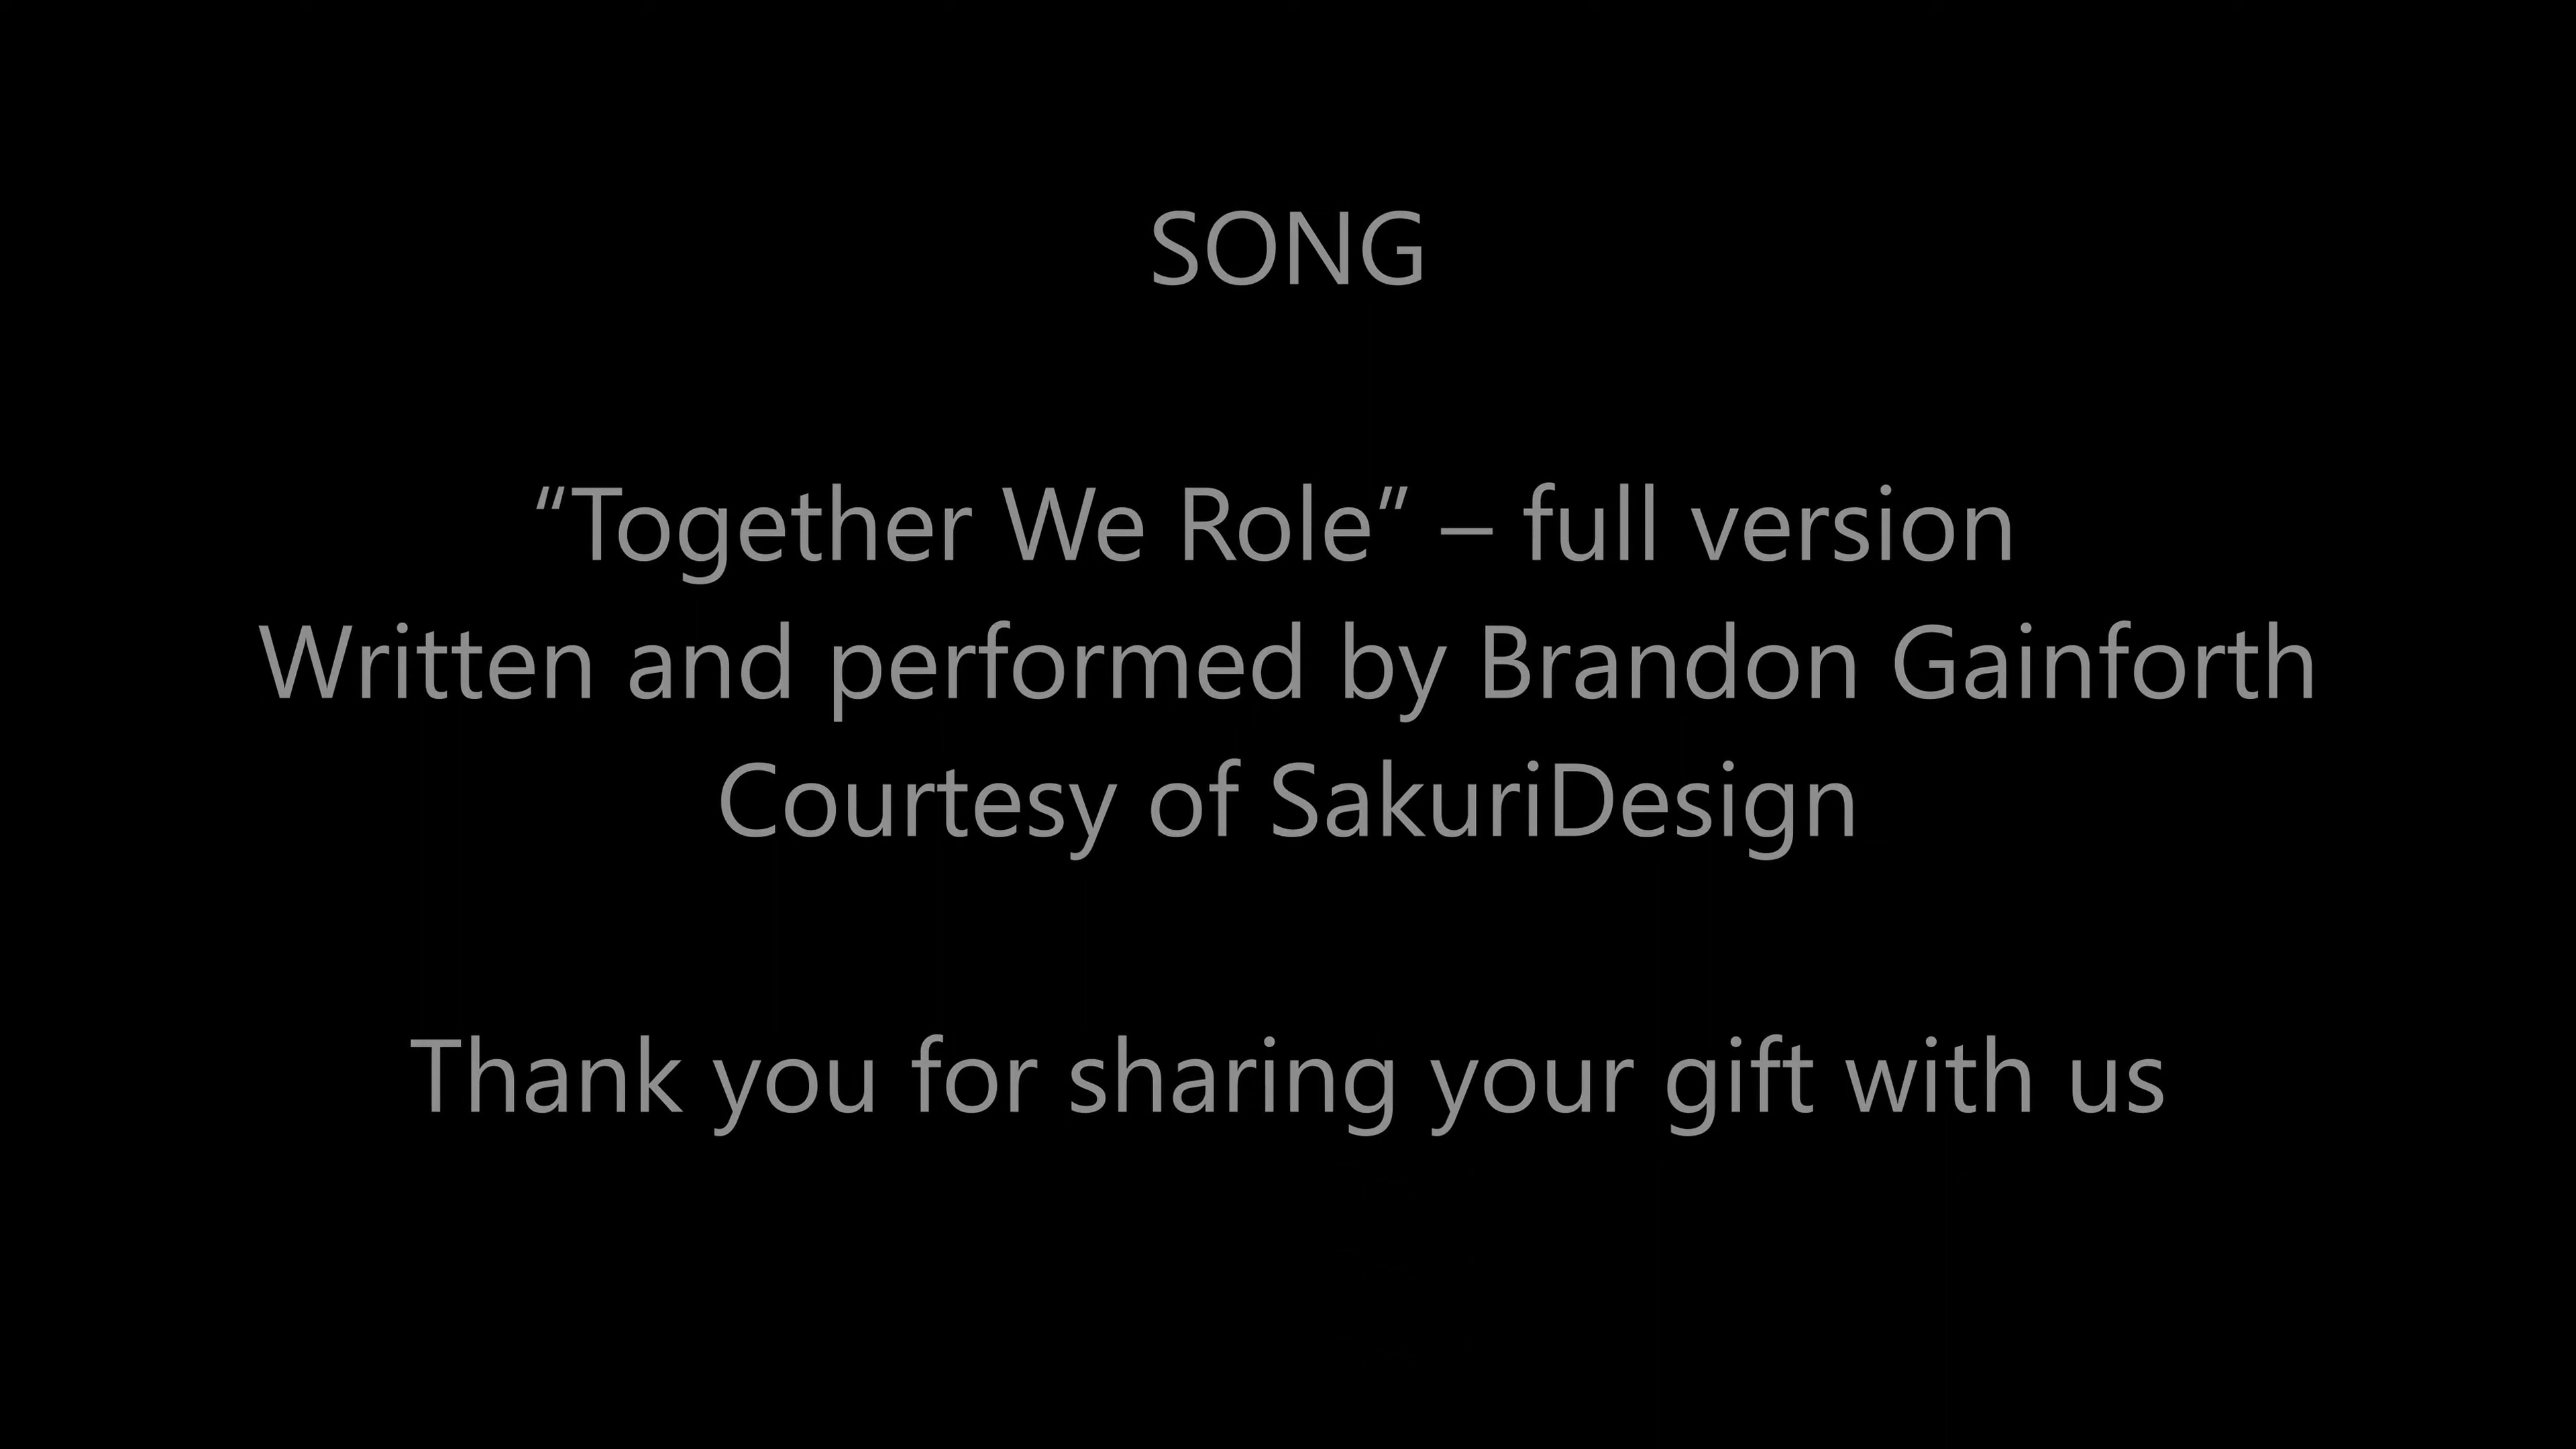 SONG
“Together We Role” – full version
Written and performed by Brandon Gainforth
Courtesy of SakuriDesign
Thank you for sharing your gift with us